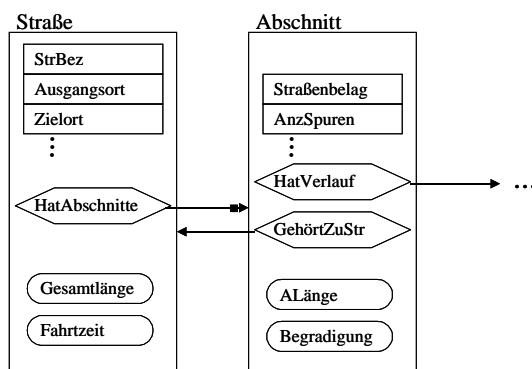 Straße
StrBez
Ausgangsort
Zielort
⋮
HatAbschnitte
Gesamtlänge
Fahrtzeit
Abschnitt
Straßenbelag
AnzSpuren
⋮
HatVerlauf
...
GehörtZuStr
ALänge
Begradigung